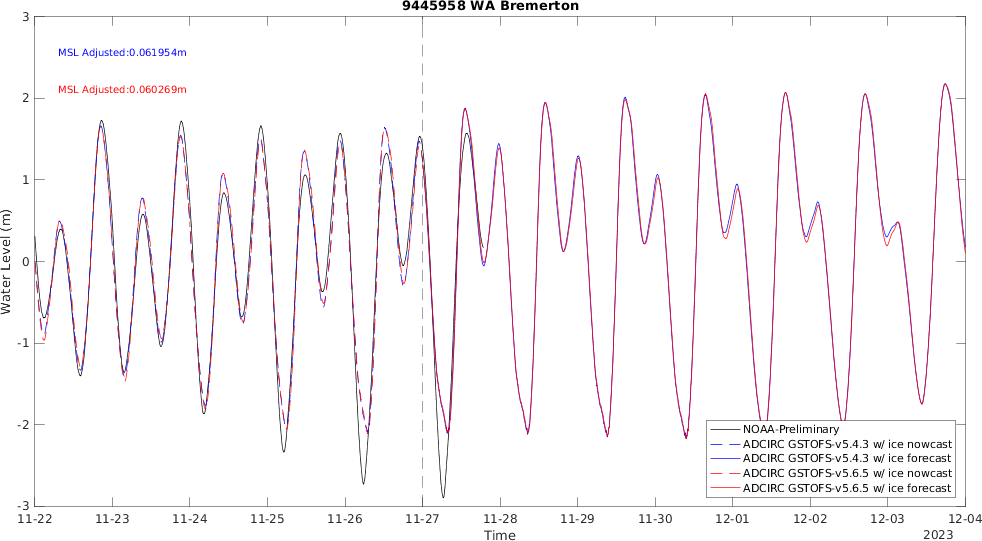 9445958 WA Bremerton
MSL Adjusted:0.061954m
MSL Adjusted:0.060269m
Water Level (m)
3
2
1
0
-1
-2
-3
NOAA-Preliminary
ADCIRC GSTOFS-v5.4.3 w/ ice nowcast
ADCIRC GSTOFS-v5.4.3 w/ ice forecast
ADCIRC GSTOFS-v5.6.5 w/ ice nowcast
ADCIRC GSTOFS-v5.6.5 w/ ice forecast
11-22 11-23 11-24 11-25 11-26 11-27 11-28 11-29 11-30 12-01 12-02 12-03 12-04
Time
2023